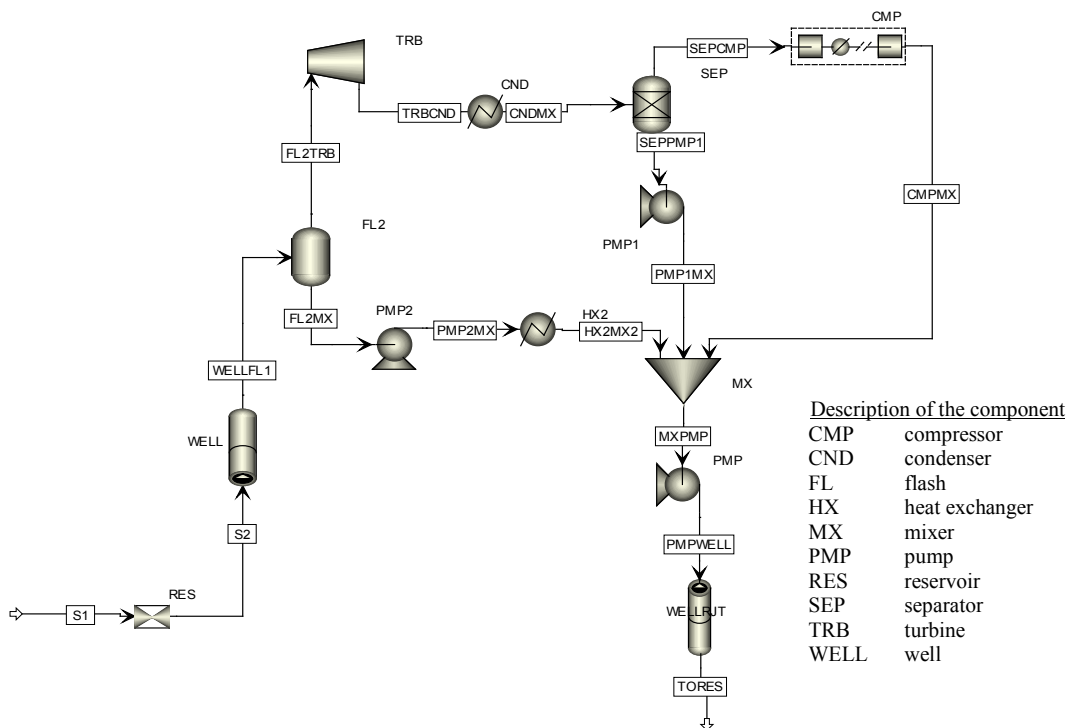 CMP
TRB
SEPCMP
SEP
CND
TRBCND
CNDMX
SEPPMP1
FL2TRB
CMPMX
FL2
PMP1
PMP1MX
FL2MX
PMP2
PMP2MX
HX2
HX2MX2
WELLFL1
MX
WELL
MXPMP
PMP
S2
PMPWELL
RES
S1
WELLRJT
TORES
Description of the component
CMP compressor
CND condenser
FL flash
HX heat exchanger
MX mixer
PMP pump
RES reservoir
SEP separator
TRB turbine
WELL well